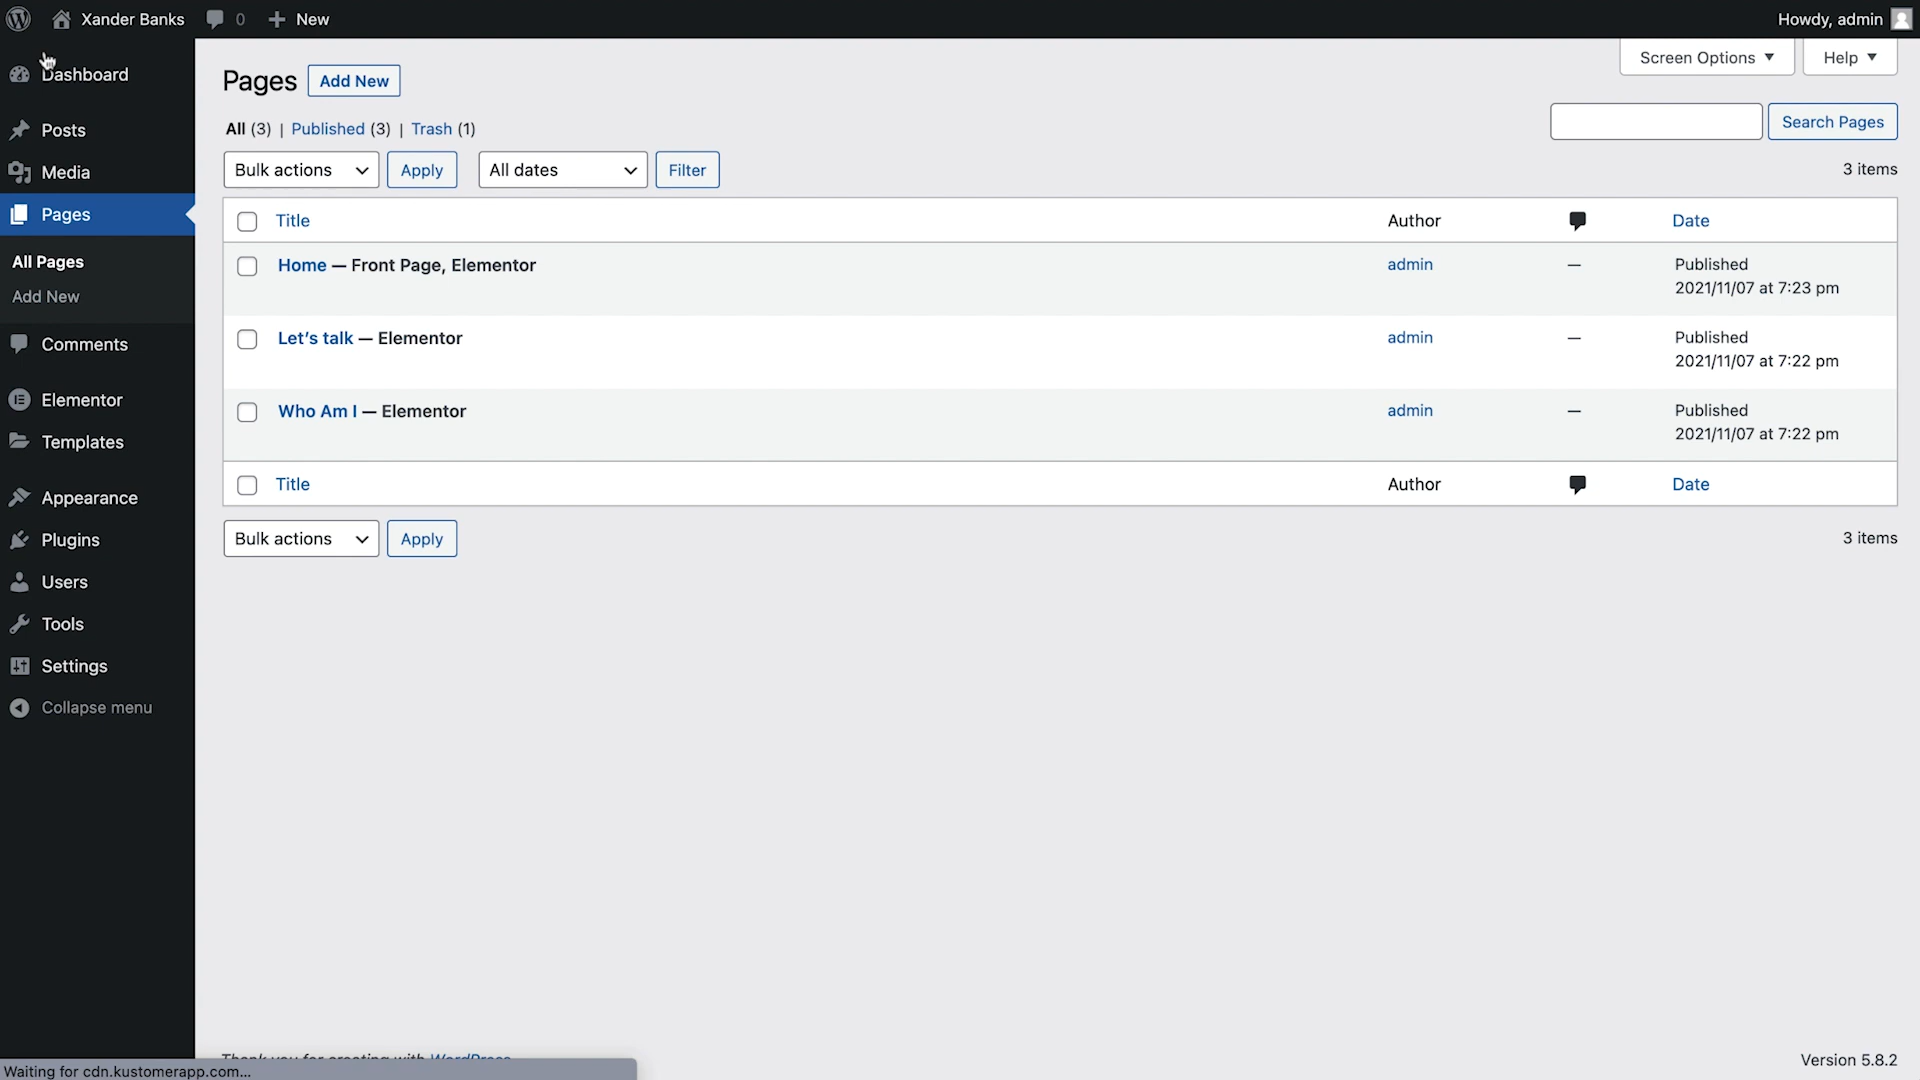 Xander Banks 0 New Howdy, admin
Dashboard
Posts
Media
Pages
All Pages
Add New
Comments
Elementor
Templates
Appearance
Plugins
Users
Tools
Settings
Collapse menu
Screen Options Help
Pages Add New
All (3) | Published (3) | Trash (1)
Search Pages
Bulk actions Apply All dates Filter 3 items
Title Author Date
Home — Front Page, Elementor admin — Published
2021/11/07 at 7:23 pm
Let’s talk — Elementor admin — Published
2021/11/07 at 7:22 pm
Who Am I — Elementor admin — Published
2021/11/07 at 7:22 pm
Title Author Date
Bulk actions Apply 3 items
Thank you for creating with WordPress Version 5.8.2
Waiting for cdn.kustomerapp.com...